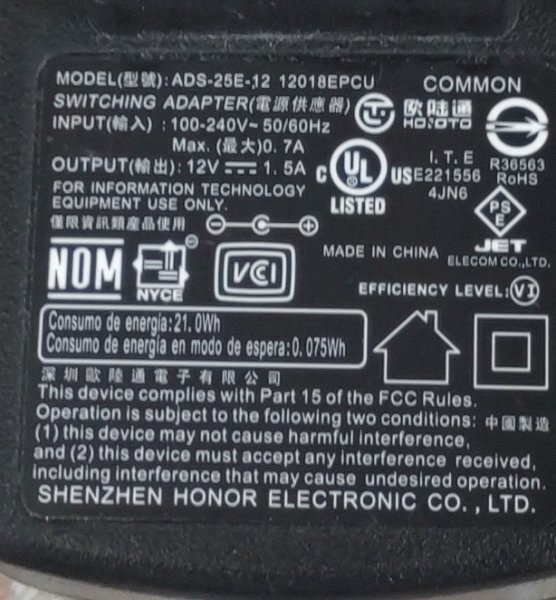 MODEL(型號): ADS-25E-12 12018EPCU
COMMON
SWITCHING ADAPTER(電源供應器)
欧陆通
HONOTO
INPUT(輸入) : 100-240V~ 50/60Hz
Max. (最大)0. 7A
OUTPUT(輸出): 12V 1. 5A
C UL US
LISTED
I. T. E
E221556
4JN6
R36563
RoHS
FOR INFORMATION TECHNOLOGY
EQUIPMENT USE ONLY.
僅限資訊類產品使用
PS
E
JET
ELECOM CO.,LTD.
NOM
NYCE
VCCI
MADE IN CHINA
EFFICIENCY LEVEL: VI
Consumo de energía:21. 0Wh
Consumo de energía en modo de espera:0. 075Wh
深圳歐陸通電子有限公司
This device complies with Part 15 of the FCC Rules.
Operation is subject to the following two conditions: 中國製造
(1) this device may not cause harmful interference,
and (2) this device must accept any interference received,
including interference that may cause undesired operation.
SHENZHEN HONOR ELECTRONIC CO. , LTD.